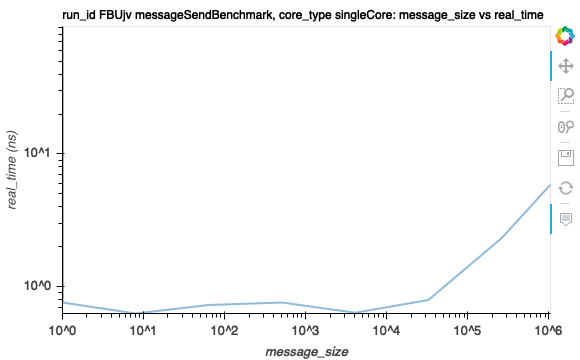 run_id FBUjv messageSendBenchmark, core_type singleCore: message_size vs real_time
real_time (ns)
10^1
10^0
10^0 10^1 10^2 10^3 10^4 10^5 10^6
message_size